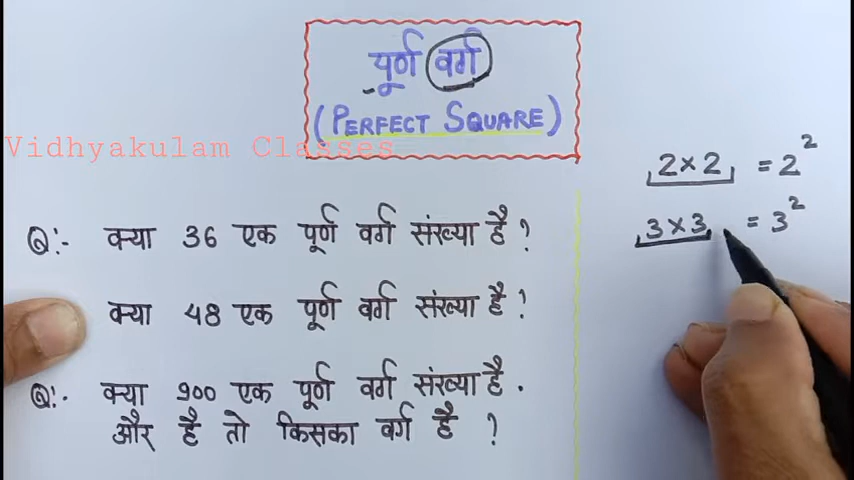 पूर्ण वर्ग
(PERFECT SQUARE)
Vidhyakulam Classes
2×2 = 2²
3×3 = 3²
Q:- क्या 36 एक पूर्ण वर्ग संख्या है?
क्या 48 एक पूर्ण वर्ग संख्या है?
Q:- क्या 900 एक पूर्ण वर्ग संख्या है.
और है तो किसका वर्ग है ?